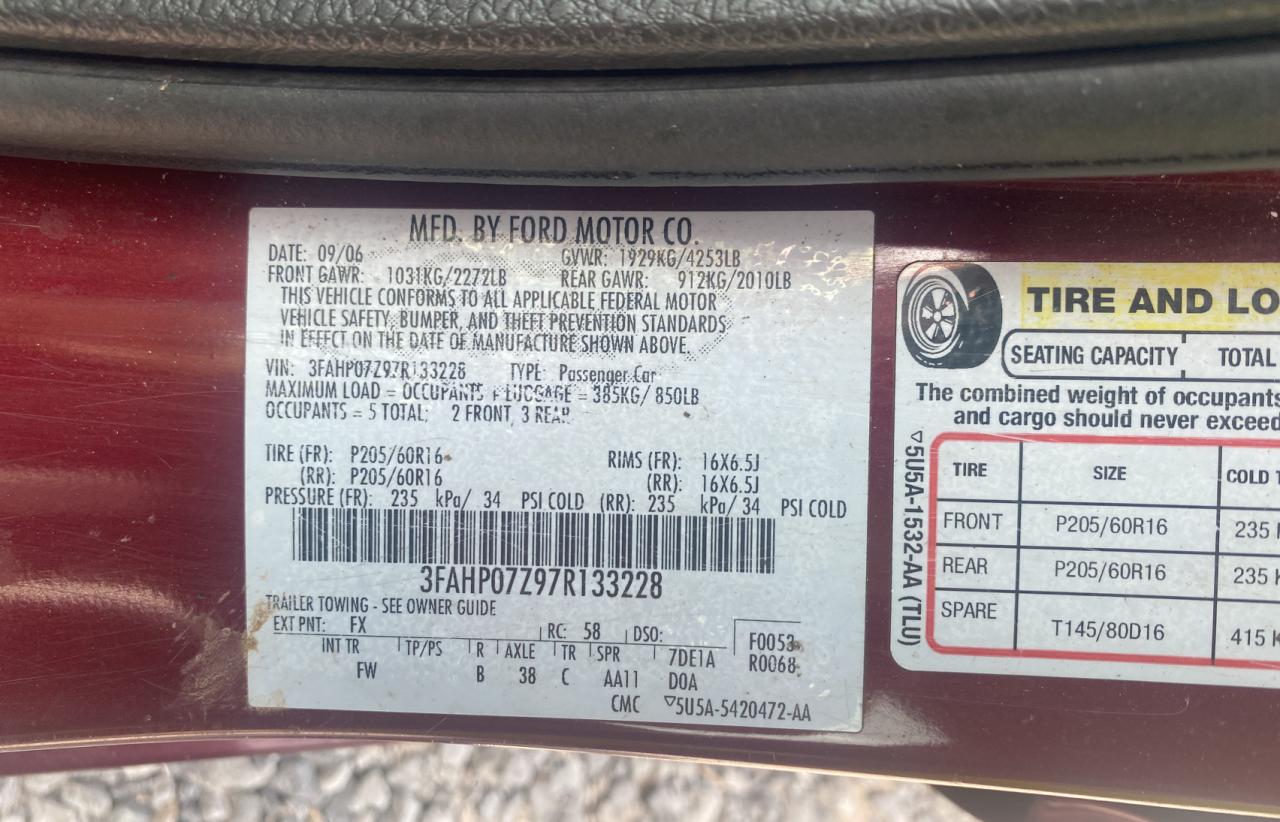 MFD. BY FORD MOTOR CO.
DATE: 09/06 GVWR: 1929KG/4253LB
FRONT GAWR: 1031KG/2272LB REAR GAWR: 912KG/2010LB
THIS VEHICLE CONFORMS TO ALL APPLICABLE FEDERAL MOTOR
VEHICLE SAFETY, BUMPER, AND THEFT PREVENTION STANDARDS
IN EFFECT ON THE DATE OF MANUFACTURE SHOWN ABOVE.
VIN: 3FAHP07Z97R133228 TYPE: Passenger Car
MAXIMUM LOAD = OCCUPANTS + LUGGAGE = 385KG/ 850LB
OCCUPANTS = 5 TOTAL; 2 FRONT, 3 REAR
TIRE (FR): P205/60R16 RIMS (FR): 16X6.5J
(RR): P205/60R16 (RR): 16X6.5J
PRESSURE (FR): 235 kPa/ 34 PSI COLD (RR): 235 kPa/ 34 PSI COLD
3FAHP07Z97R133228
TRAILER TOWING - SEE OWNER GUIDE
EXT PNT: FX RC: 58 DSO: F0053
INT TR TP/PS R AXLE TR SPR 7DE1A R0068
FW B 38 C AA11 D0A
CMC ▽5U5A-5420472-AA
TIRE AND LO
SEATING CAPACITY TOTAL
The combined weight of occupants
and cargo should never exceed
▽5U5A-1532-AA (TLU)
TIRE SIZE COLD T
FRONT P205/60R16 235 K
REAR P205/60R16 235 K
SPARE T145/80D16 415 K